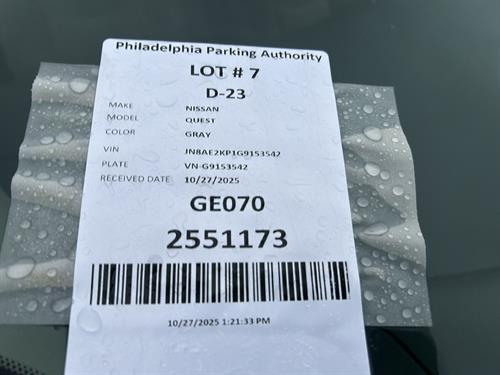 Philadelphia Parking Authority
LOT # 7
D-23
MAKE NISSAN
MODEL QUEST
COLOR GRAY
VIN JN8AE2KP1G9153542
PLATE VN-G9153542
RECEIVED DATE 10/27/2025
GE070
2551173
10/27/2025 1:21:33 PM